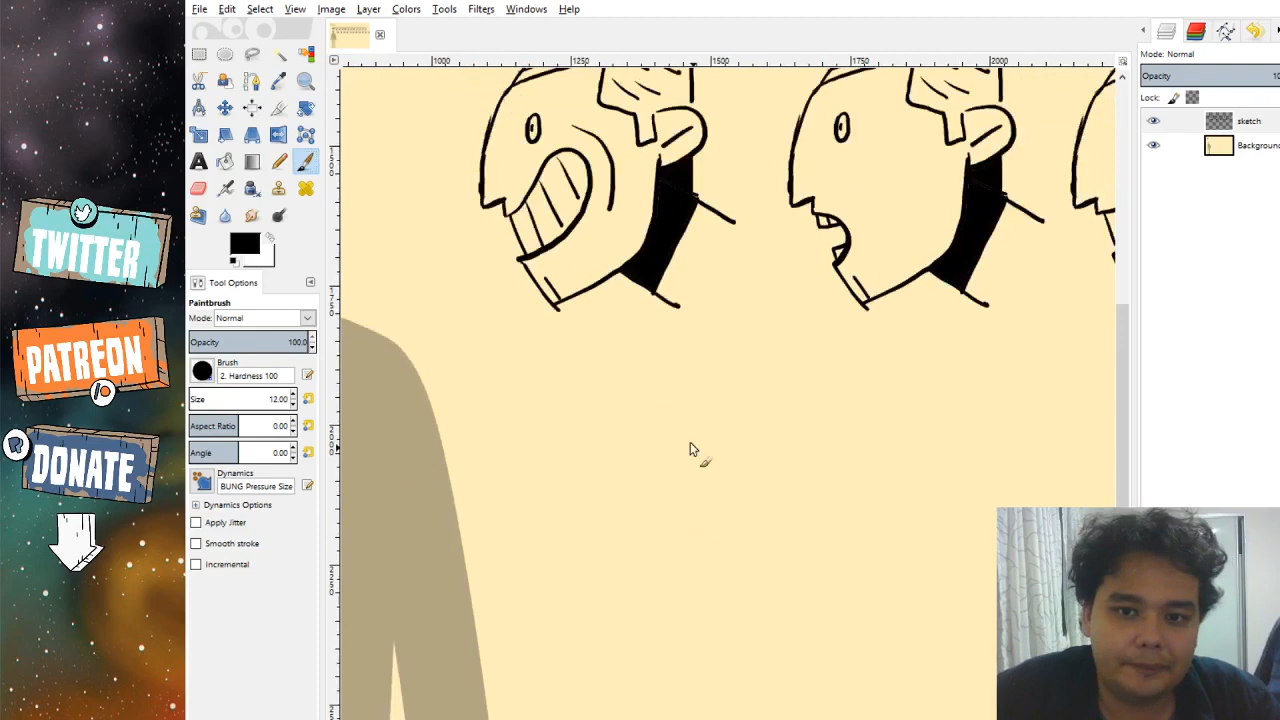 File Edit Select View Image Layer Colors Tools Filters Windows Help
Mode: Normal
Opacity 10
Lock:
sketch
Background
1000 1250 1500 1750 2000
TWITTER
PATREON
DONATE
Tool Options
Paintbrush
Mode: Normal
Opacity 100.0
Brush
2. Hardness 100
Size 12.00
Aspect Ratio 0.00
Angle 0.00
Dynamics
BUNG Pressure Size
Dynamics Options
Apply Jitter
Smooth stroke
Incremental